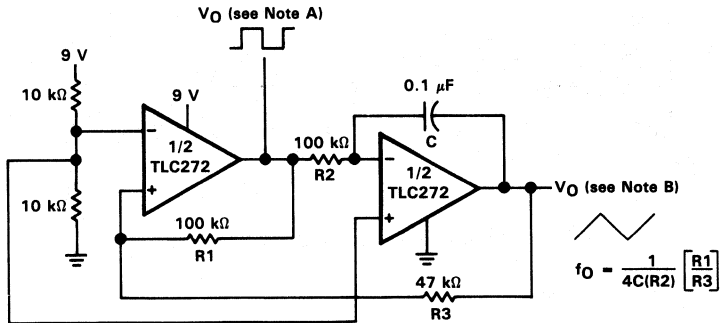 VO (see Note A)
9 V
10 kΩ
9 V
0.1 μF
−
1/2
TLC272
+
100 kΩ
R2
C
−
1/2
TLC272
+
VO (see Note B)
10 kΩ
100 kΩ
R1
47 kΩ
R3
fO = 1/4C(R2) [R1/R3]